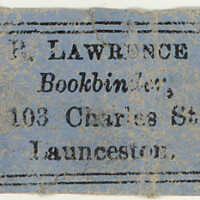 R. LAWRENCE
Bookbinder,
103 Charles St
Launceston.